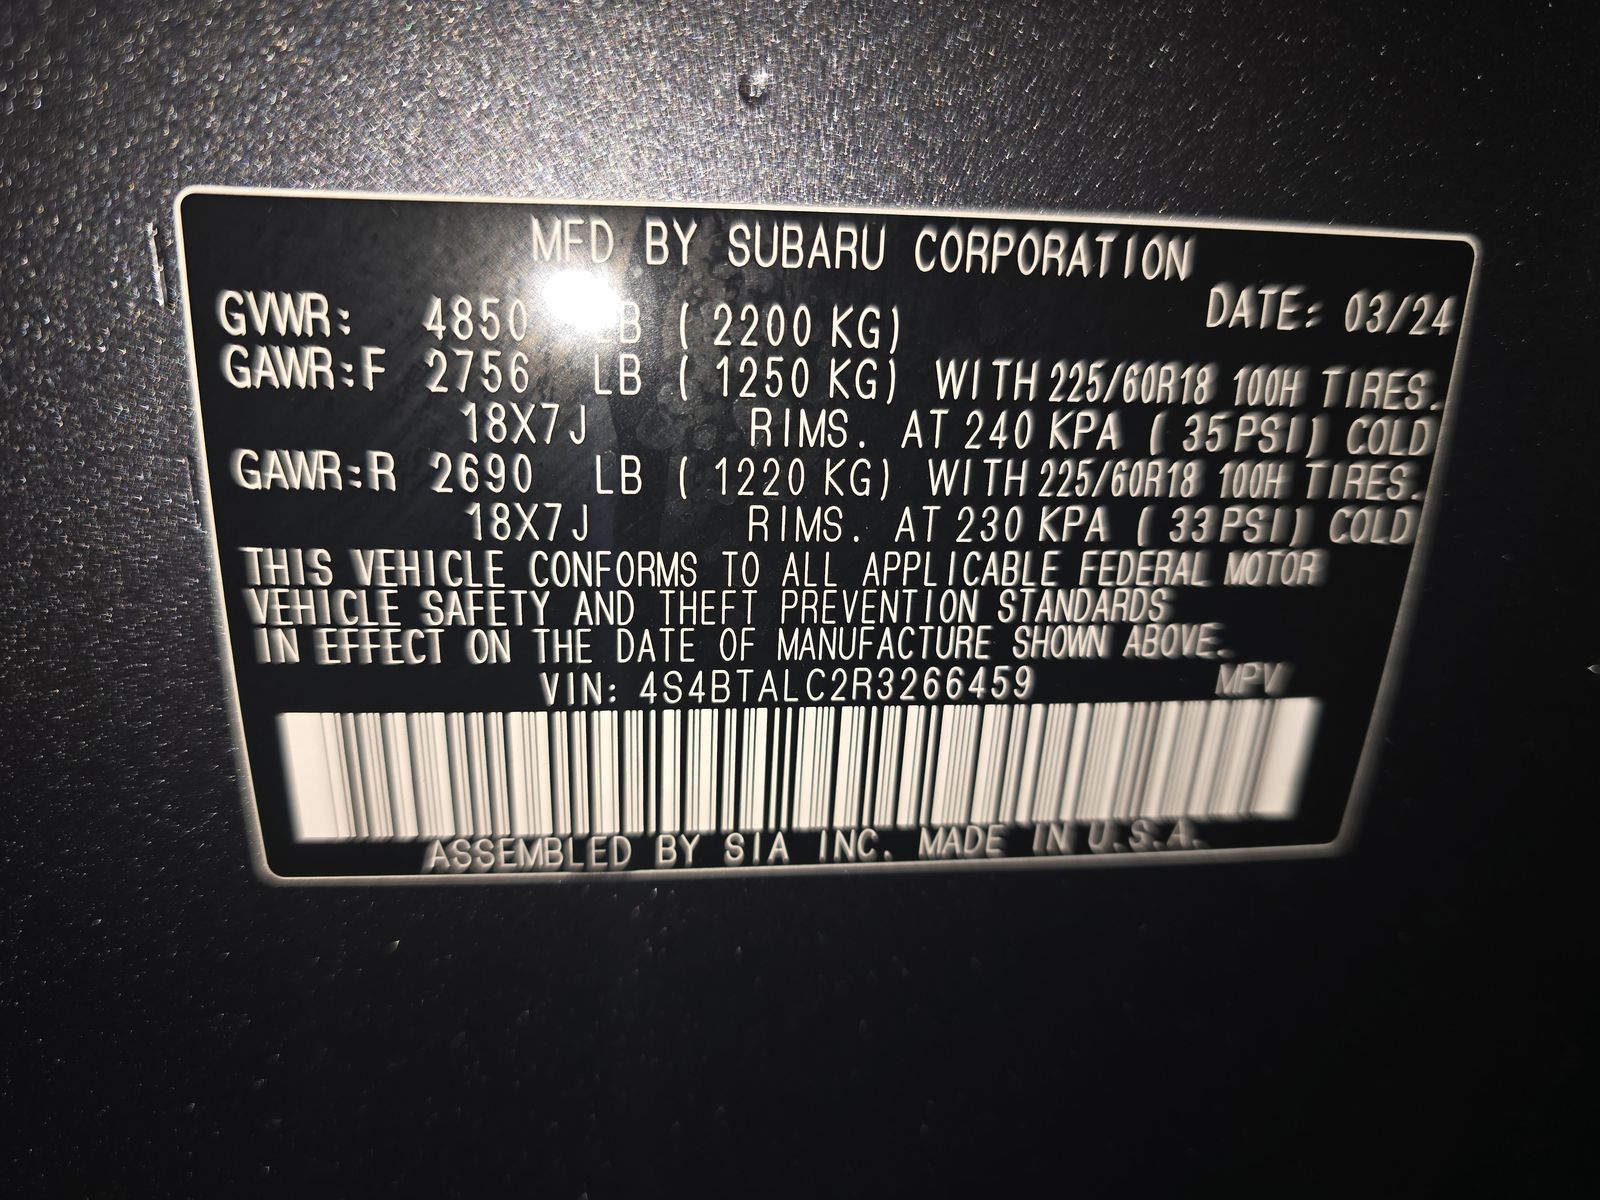 MFD BY SUBARU CORPORATION
DATE: 03/24
GVWR: 4850 LB ( 2200 KG)
GAWR:F 2756 LB ( 1250 KG) WITH 225/60R18 100H TIRES.
18X7J RIMS. AT 240 KPA ( 35PSI) COLD
GAWR:R 2690 LB ( 1220 KG) WITH 225/60R18 100H TIRES.
18X7J RIMS. AT 230 KPA ( 33PSI) COLD
THIS VEHICLE CONFORMS TO ALL APPLICABLE FEDERAL MOTOR
VEHICLE SAFETY AND THEFT PREVENTION STANDARDS
IN EFFECT ON THE DATE OF MANUFACTURE SHOWN ABOVE.
VIN: 4S4BTALC2R3266459 MPV
ASSEMBLED BY SIA INC. MADE IN U.S.A.